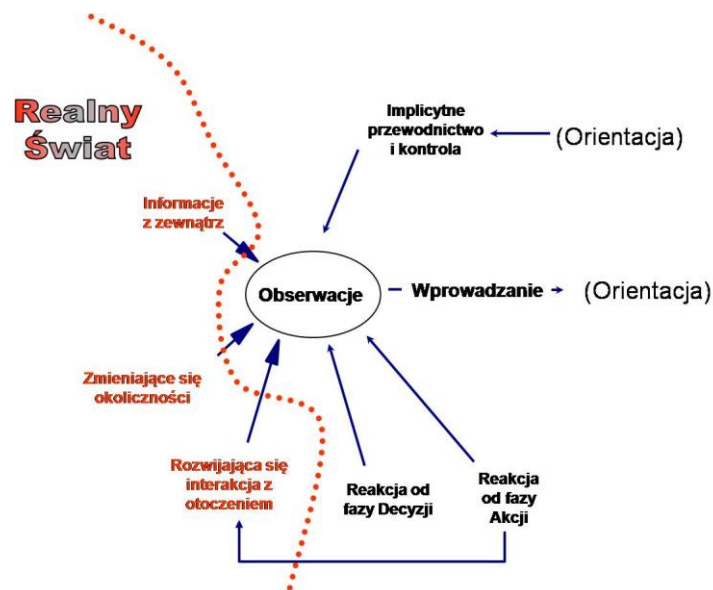 Realny
Świat
Implicytne
przewodnictwo
i kontrola
(Orientacja)
Informacje
z zewnątrz
Obserwacje
Wprowadzanie
(Orientacja)
Zmieniające się
okoliczności
Rozwijająca się
interakcja z
otoczeniem
Reakcja od
fazy Decyzji
Reakcja
od fazy
Akcji